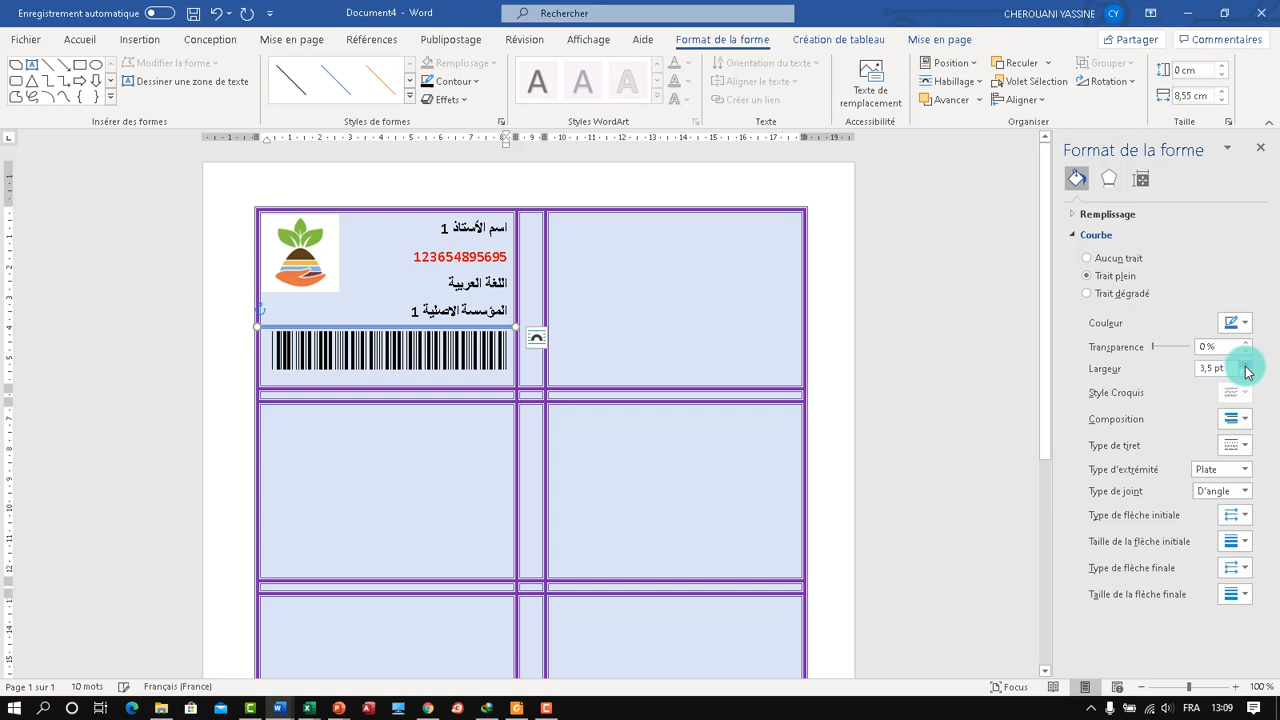 Enregistrement automatique
Document4 - Word
Rechercher
CHEROUANI YASSINE
CY
Fichier
Accueil
Insertion
Conception
Mise en page
Références
Publipostage
Révision
Affichage
Aide
Format de la forme
Création de tableau
Mise en page
Partager
Commentaires
Modifier la forme
Dessiner une zone de texte
Insérer des formes
Remplissage
Contour
Effets
Styles de formes
A A A
Styles WordArt
Orientation du texte
Aligner le texte
Créer un lien
Texte
Texte de
remplacement
Accessibilité
Position
Habillage
Avancer
Reculer
Volet Sélection
Aligner
Grouper
Rotation
Organiser
0 cm
8,55 cm
Taille
اسم الأستاذ 1
123654895695
اللغة العربية
المؤسسة الاصلية 1
Format de la forme
Remplissage
Courbe
Aucun trait
Trait plein
Trait dégradé
Couleur
Transparence
0 %
Largeur
3,5 pt
Style Croquis
Composition
Type de tiret
Type d'extrémité
Plate
Type de joint
D'angle
Type de flèche initiale
Taille de la flèche initiale
Type de flèche finale
Taille de la flèche finale
Page 1 sur 1
10 mots
Français (France)
Focus
100 %
FRA
13:09